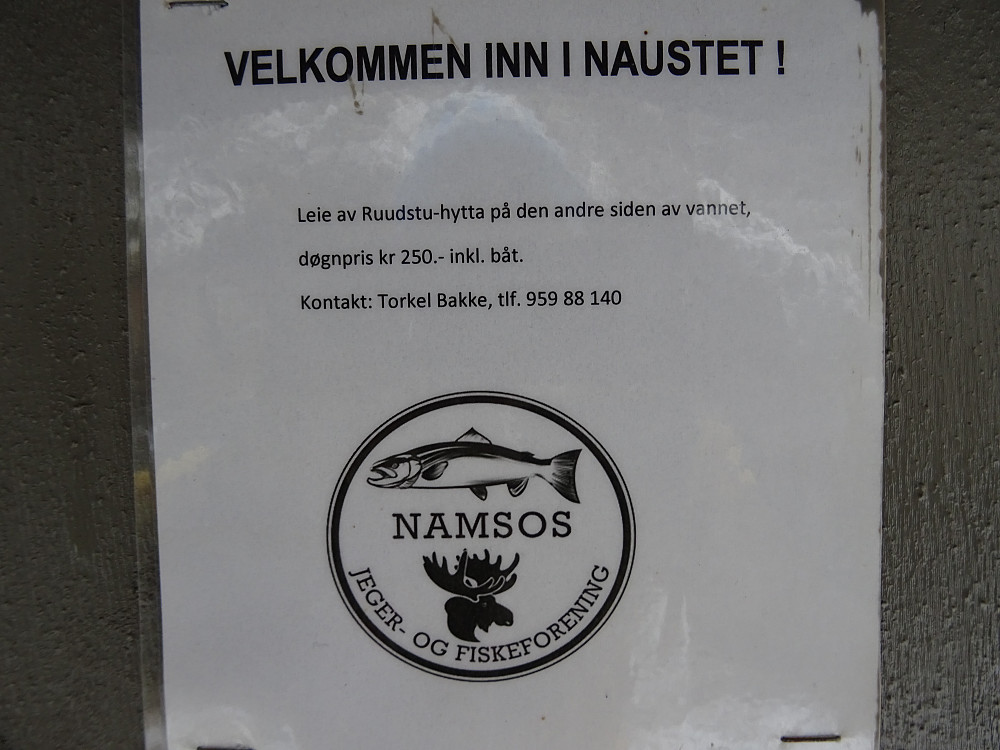 VELKOMMEN INN I NAUSTET !
Leie av Ruudstu-hytta på den andre siden av vannet,
døgnpris kr 250.- inkl. båt.
Kontakt: Torkel Bakke, tlf. 959 88 140
NAMSOS
JEGER- OG FISKEFORENING